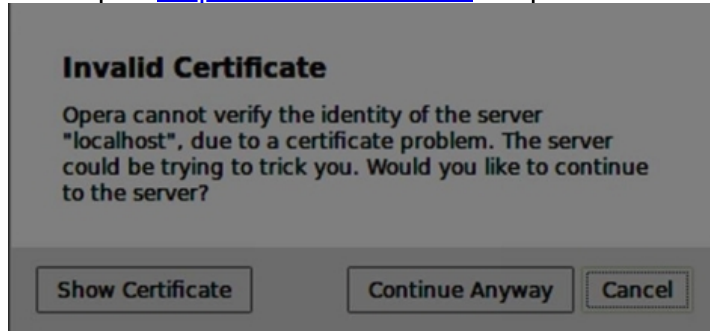 Invalid Certificate
Opera cannot verify the identity of the server
"localhost", due to a certificate problem. The server
could be trying to trick you. Would you like to continue
to the server?
Show Certificate
Continue Anyway
Cancel